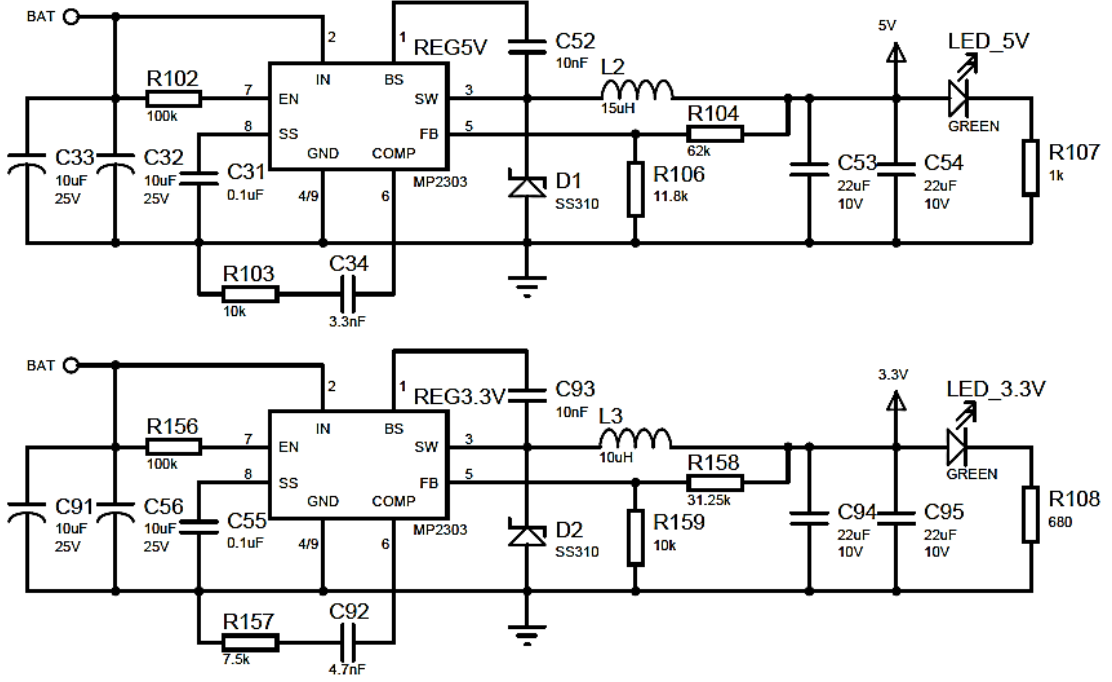 BAT
2
1
REG5V
C52
10nF
5V
LED_5V
GREEN
R102
100k
7
IN
BS
EN
SW
3
L2
15uH
8
SS
FB
5
R104
62k
GND
COMP
MP2303
4/9
6
C33
10uF
25V
C32
10uF
25V
C31
0.1uF
D1
SS310
R106
11.8k
C53
22uF
10V
C54
22uF
10V
R107
1k
R103
10k
C34
3.3nF
BAT
2
1
REG3.3V
C93
10nF
3.3V
LED_3.3V
GREEN
R156
100k
7
IN
BS
EN
SW
3
L3
10uH
8
SS
FB
5
R158
31.25k
GND
COMP
MP2303
4/9
6
C91
10uF
25V
C56
10uF
25V
C55
0.1uF
D2
SS310
R159
10k
C94
22uF
10V
C95
22uF
10V
R108
680
R157
7.5k
C92
4.7nF